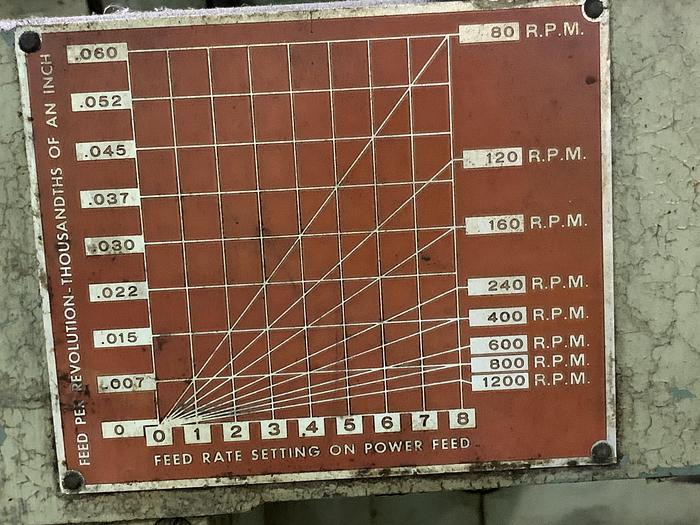 FEED PER REVOLUTION-THOUSANDTHS OF AN INCH
.060
.052
.045
.037
.030
.022
.015
.007
0
80 R.P.M.
120 R.P.M.
160 R.P.M.
240 R.P.M.
400 R.P.M.
600 R.P.M.
800 R.P.M.
1200 R.P.M.
0 1 2 3 4 5 6 7 8
FEED RATE SETTING ON POWER FEED